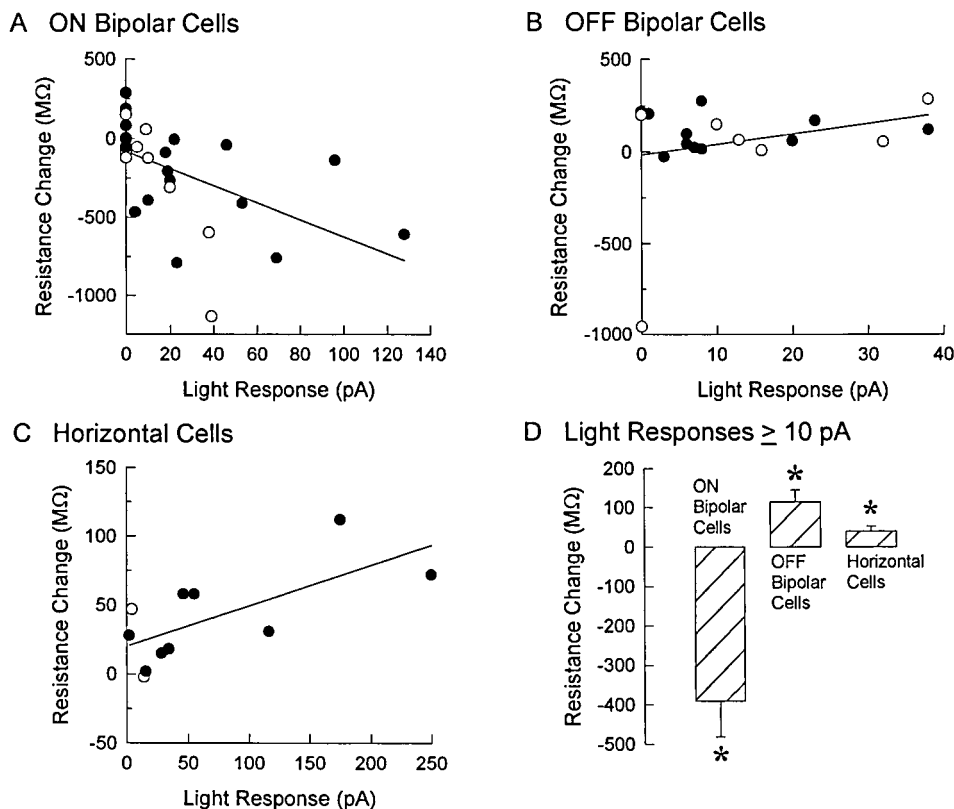 A ON Bipolar Cells
Resistance Change (MΩ)
500
0
-500
-1000
0 20 40 60 80 100 120 140
Light Response (pA)
B OFF Bipolar Cells
Resistance Change (MΩ)
500
0
-500
-1000
0 10 20 30 40
Light Response (pA)
C Horizontal Cells
Resistance Change (MΩ)
150
100
50
0
-50
0 50 100 150 200 250
Light Response (pA)
D Light Responses ≥ 10 pA
Resistance Change (MΩ)
200
100
0
-100
-200
-300
-400
-500
ON
Bipolar
Cells
*
OFF
Bipolar
Cells
*
Horizontal
Cells
*